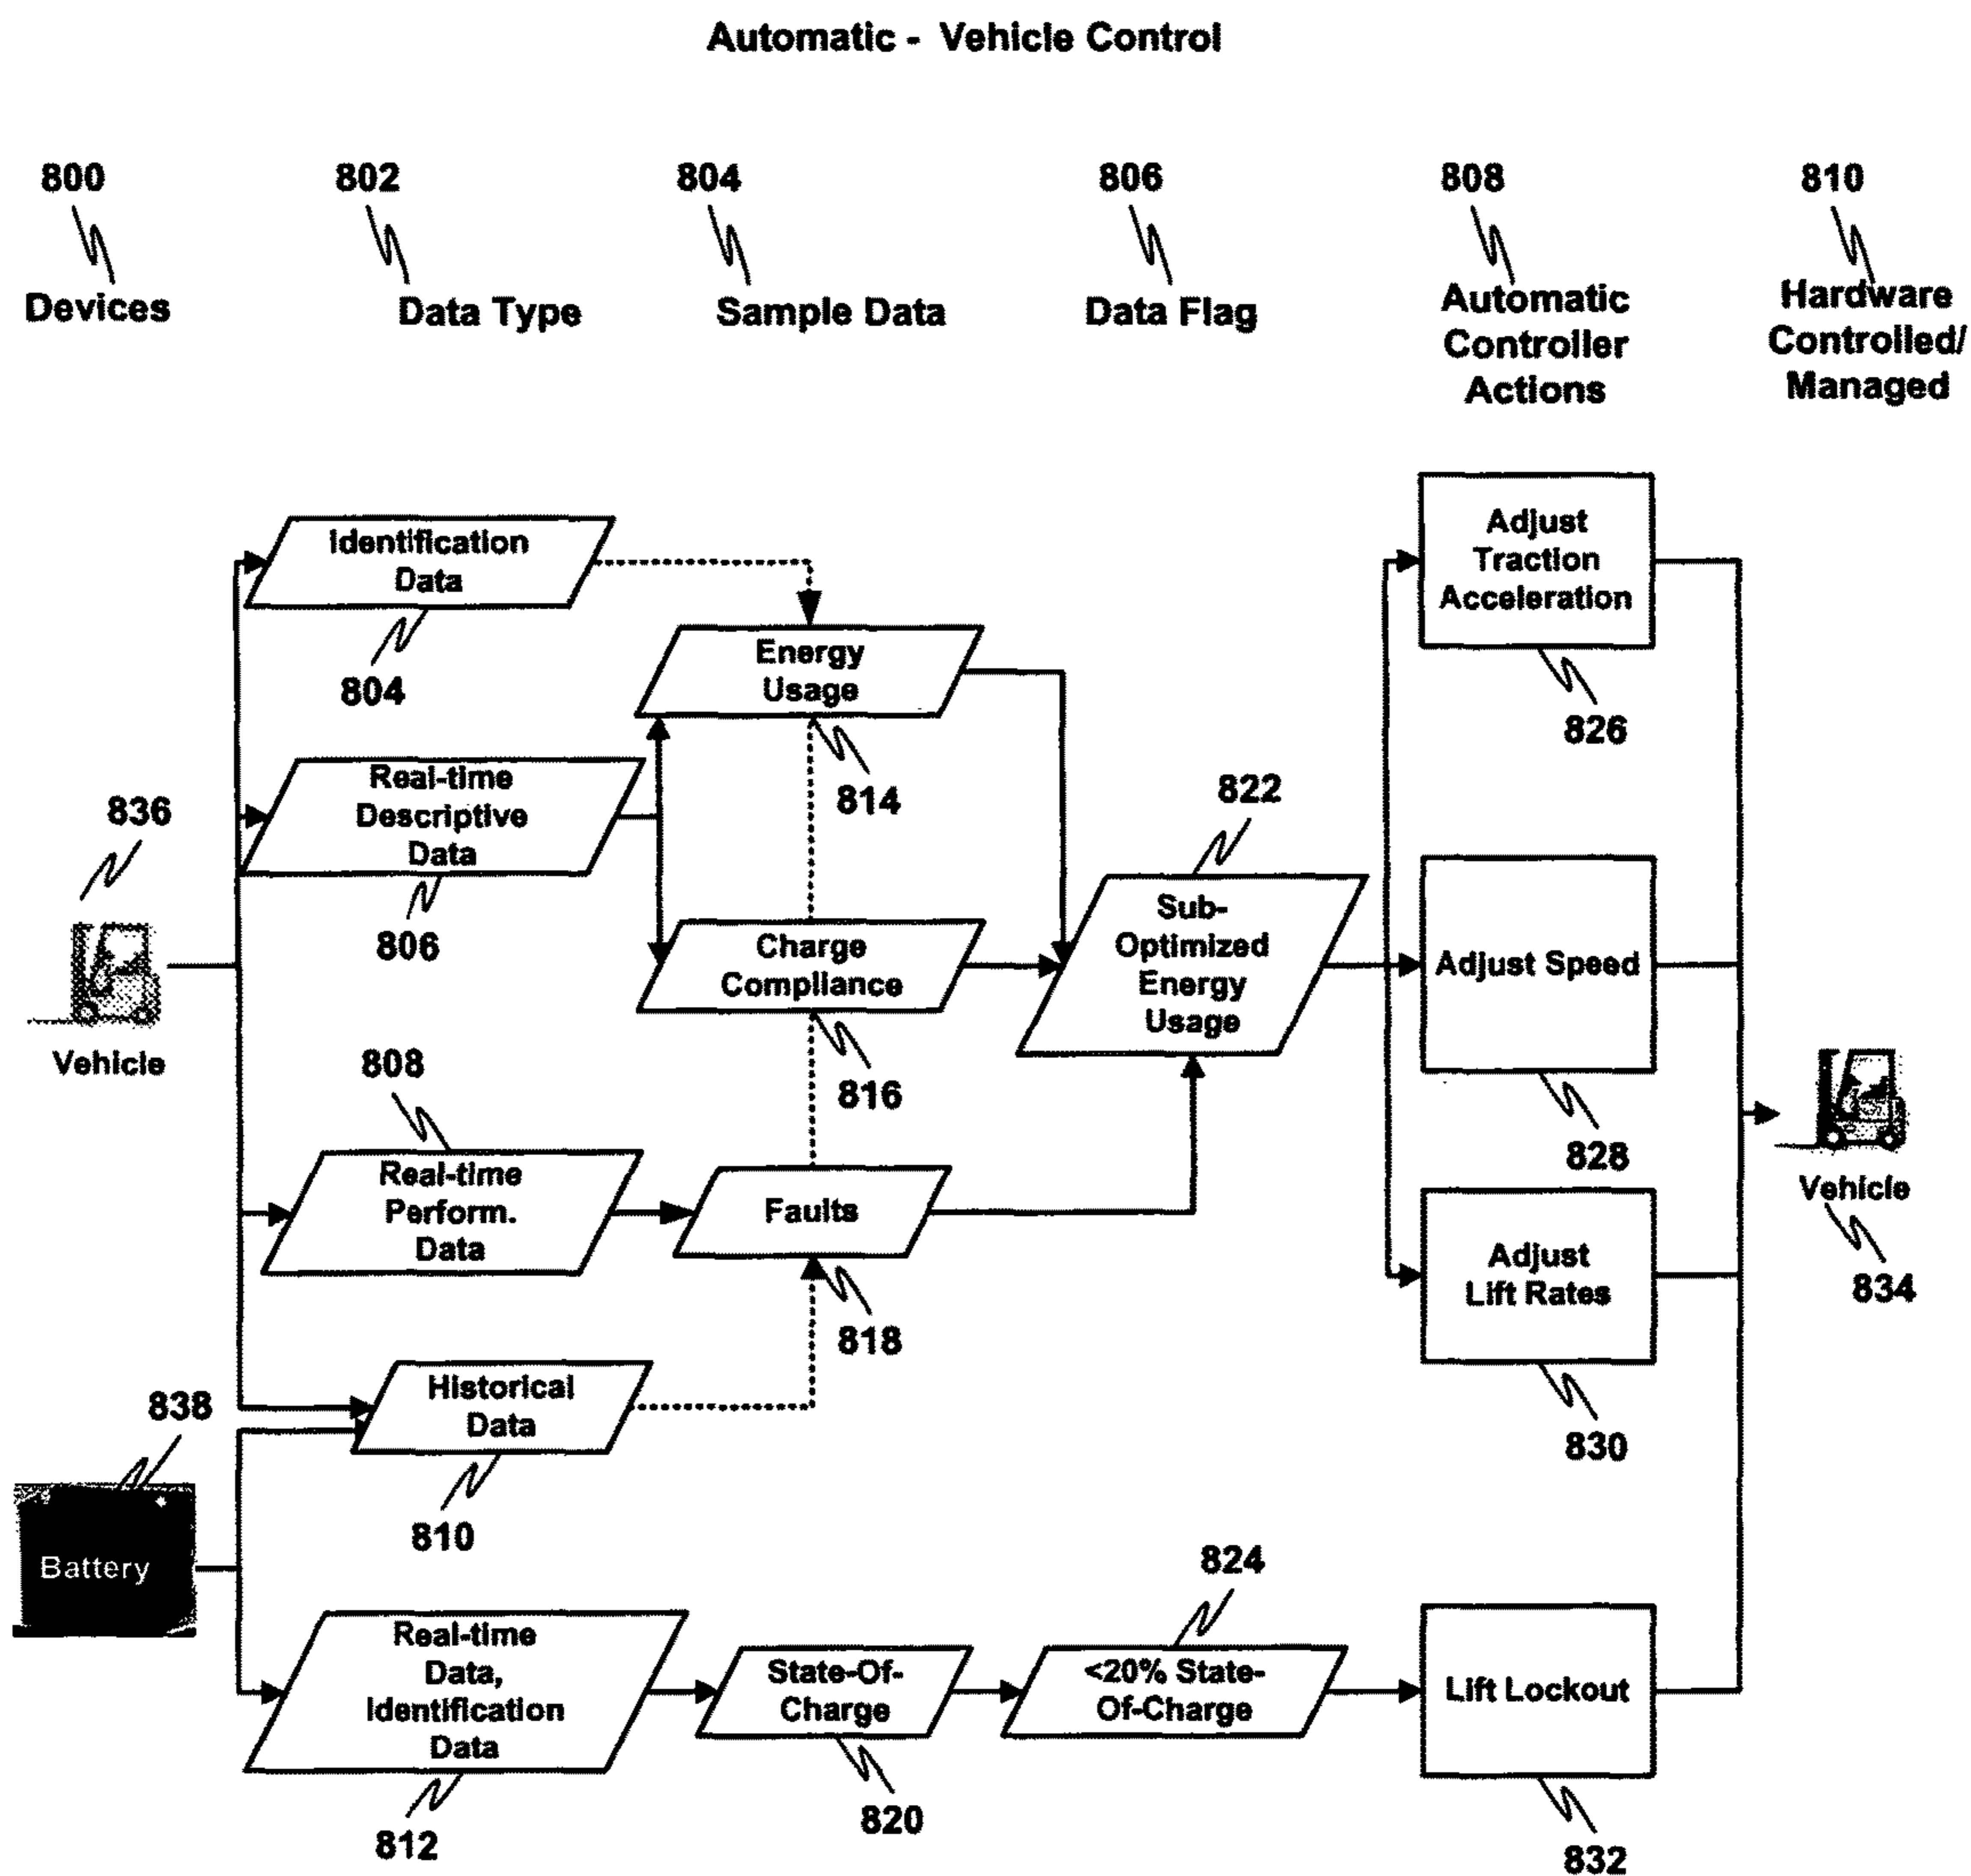 Automatic - Vehicle Control
800
802
804
806
808
810
Devices
Data Type
Sample Data
Data Flag
Automatic
Controller
Actions
Hardware
Controlled/
Managed
Identification
Data
804
Energy
Usage
814
Adjust
Traction
Acceleration
826
Real-time
Descriptive
Data
806
836
Vehicle
Charge
Compliance
816
822
Sub-
Optimized
Energy
Usage
Adjust Speed
828
808
Real-time
Perform.
Data
Faults
818
Adjust
Lift Rates
830
Vehicle
834
Historical
Data
810
838
Battery
Real-time
Data,
Identification
Data
812
State-Of-
Charge
820
824
<20% State-
Of-Charge
Lift Lockout
832